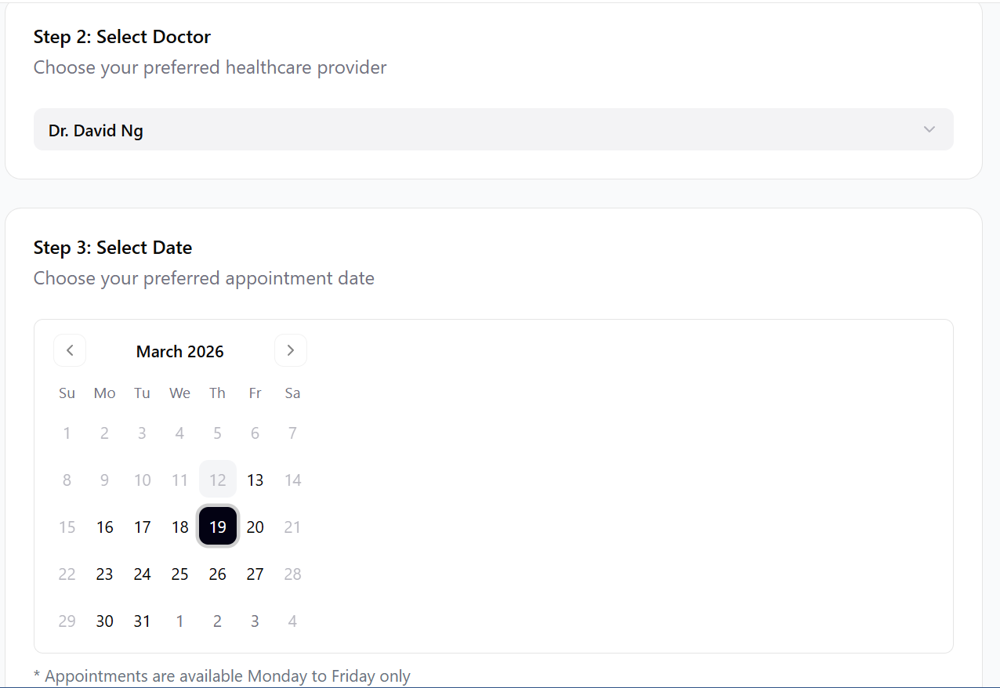 Step 2: Select Doctor
Choose your preferred healthcare provider
Dr. David Ng
Step 3: Select Date
Choose your preferred appointment date
March 2026
Su Mo Tu We Th Fr Sa
1 2 3 4 5 6 7
8 9 10 11 12 13 14
15 16 17 18 19 20 21
22 23 24 25 26 27 28
29 30 31 1 2 3 4
* Appointments are available Monday to Friday only